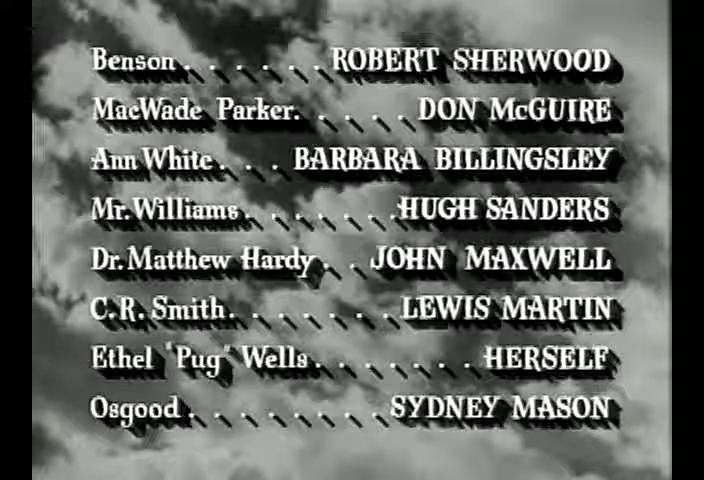 Benson . . . . . . ROBERT SHERWOOD
MacWade Parker. . . . . DON McGUIRE
Ann White . . . BARBARA BILLINGSLEY
Mr. Williams . . . . . . . HUGH SANDERS
Dr. Matthew Hardy . . JOHN MAXWELL
C. R. Smith. . . . . . . LEWIS MARTIN
Ethel "Pug" Wells . . . . . . . HERSELF
Osgood . . . . . . . . SYDNEY MASON